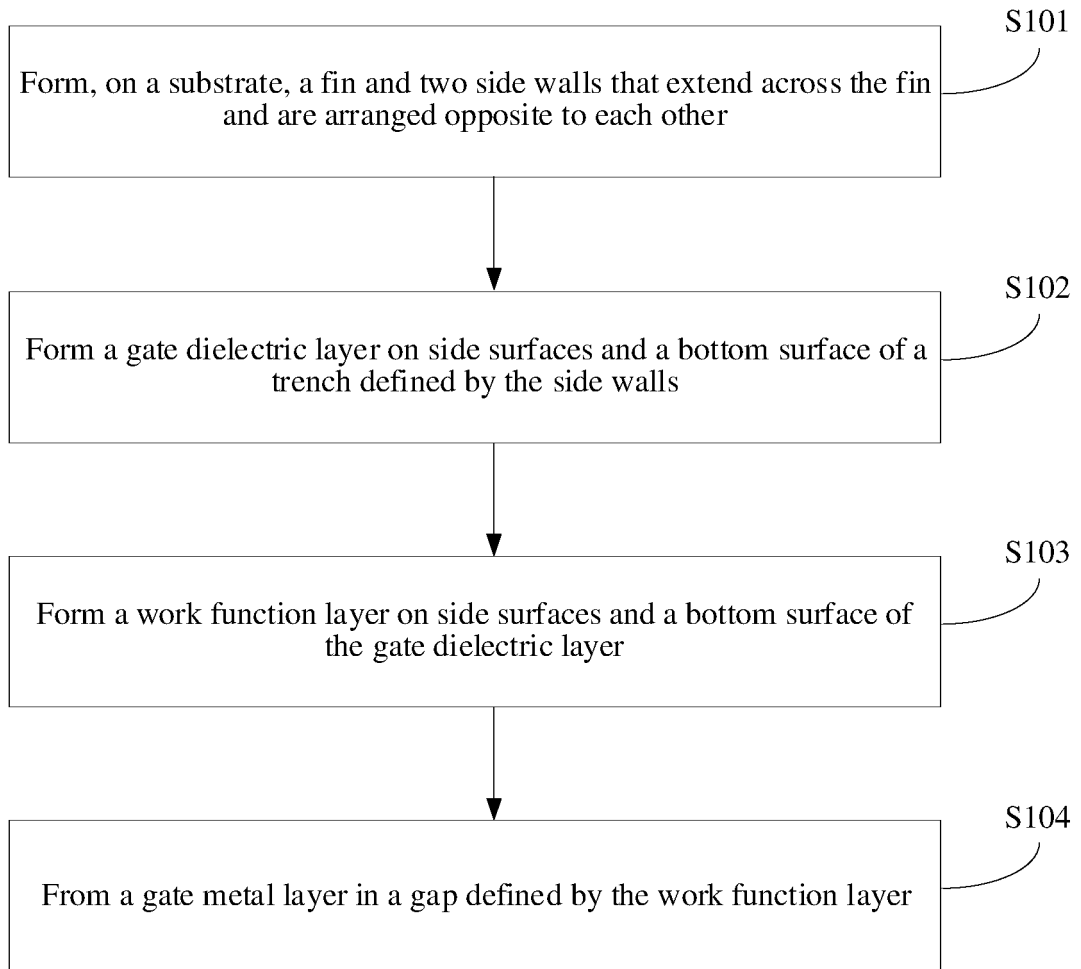 S101
Form, on a substrate, a fin and two side walls that extend across the fin
and are arranged opposite to each other
S102
Form a gate dielectric layer on side surfaces and a bottom surface of a
trench defined by the side walls
S103
Form a work function layer on side surfaces and a bottom surface of
the gate dielectric layer
S104
From a gate metal layer in a gap defined by the work function layer